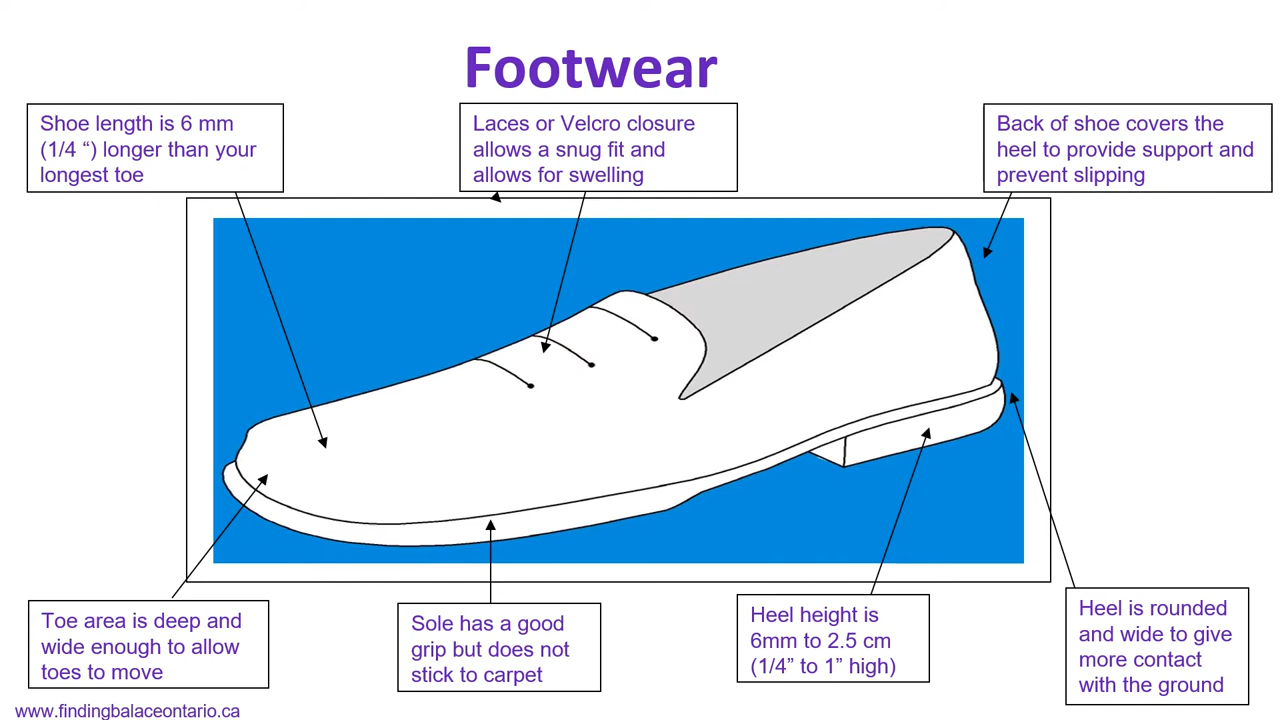 Footwear
Shoe length is 6 mm
(1/4 “) longer than your
longest toe
Laces or Velcro closure
allows a snug fit and
allows for swelling
Back of shoe covers the
heel to provide support and
prevent slipping
Toe area is deep and
wide enough to allow
toes to move
Sole has a good
grip but does not
stick to carpet
Heel height is
6mm to 2.5 cm
(1/4” to 1” high)
Heel is rounded
and wide to give
more contact
with the ground
www.findingbalaceontario.ca